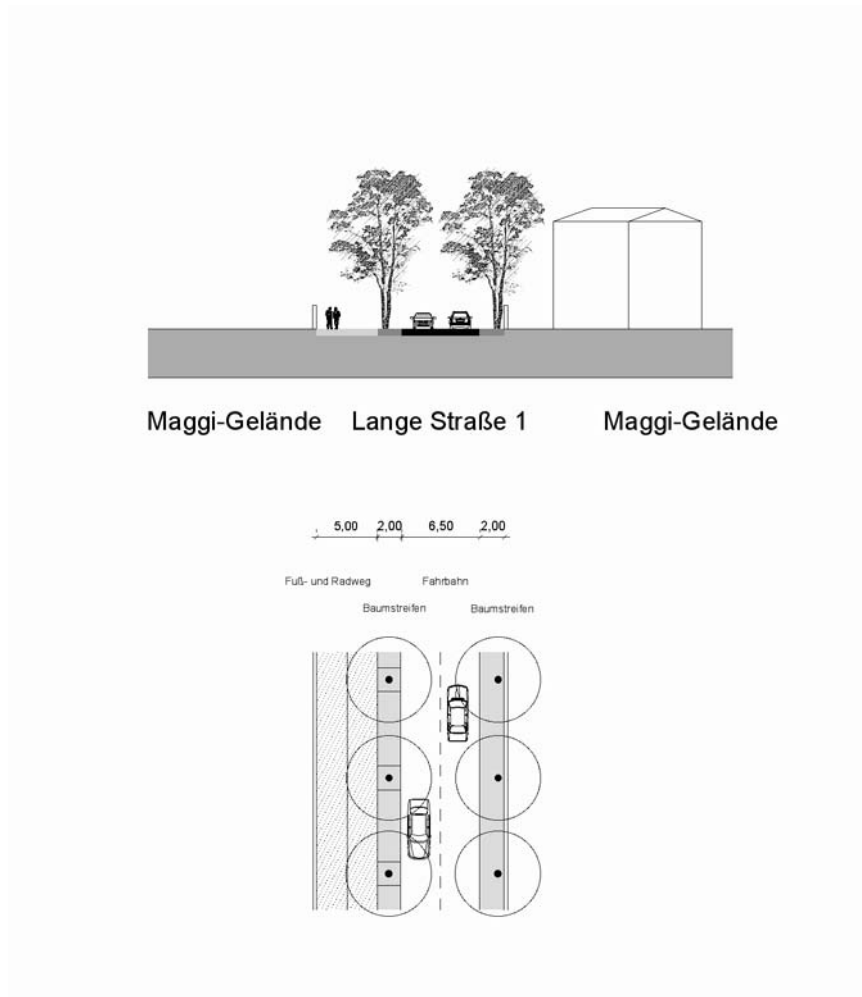 Maggi-Gelände Lange Straße 1 Maggi-Gelände
5,00 2,00 6,50 2,00
Fuß- und Radweg Fahrbahn
Baumstreifen Baumstreifen